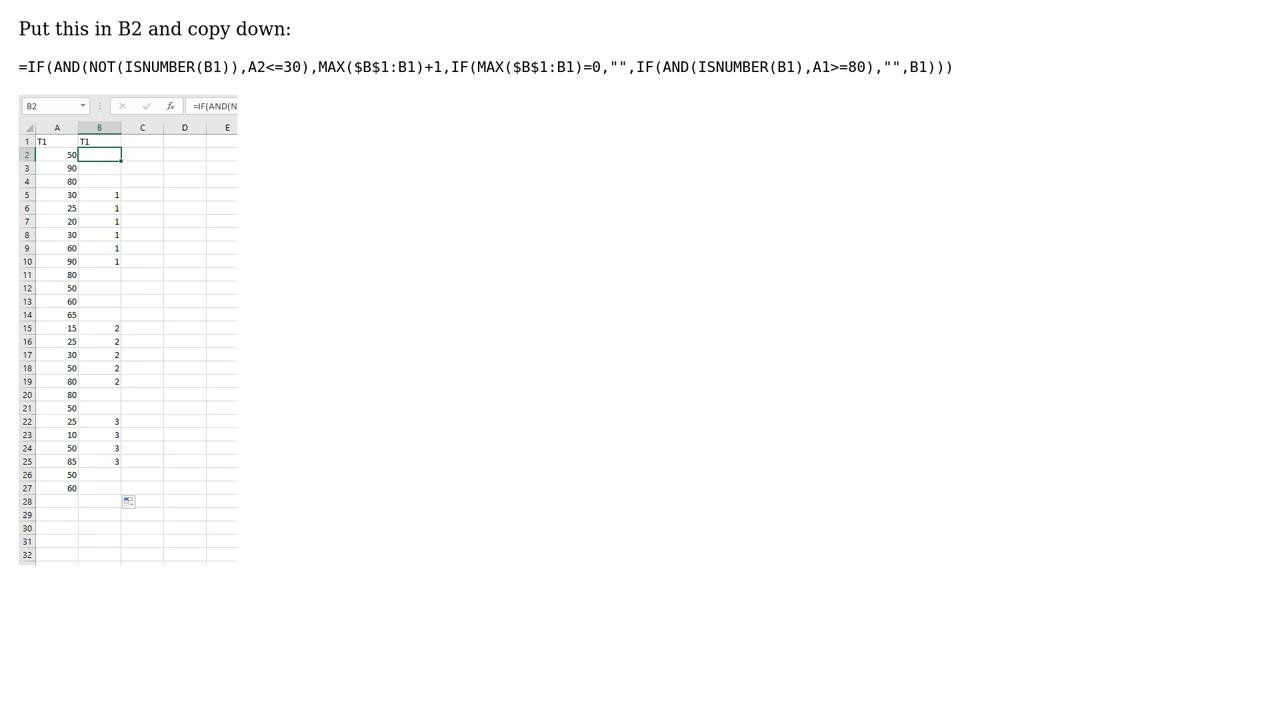 Put this in B2 and copy down:
=IF(AND(NOT(ISNUMBER(B1)),A2<=30),MAX($B$1:B1)+1,IF(MAX($B$1:B1)=0,"",IF(AND(ISNUMBER(B1),A1>=80),"",B1)))
B2 fx =IF(AND(N
A B C D E
1 T1 T1
2 50
3 90
4 80
5 30 1
6 25 1
7 20 1
8 30 1
9 60 1
10 90 1
11 80
12 50
13 60
14 65
15 15 2
16 25 2
17 30 2
18 50 2
19 80 2
20 80
21 50
22 25 3
23 10 3
24 50 3
25 85 3
26 50
27 60
28
29
30
31
32